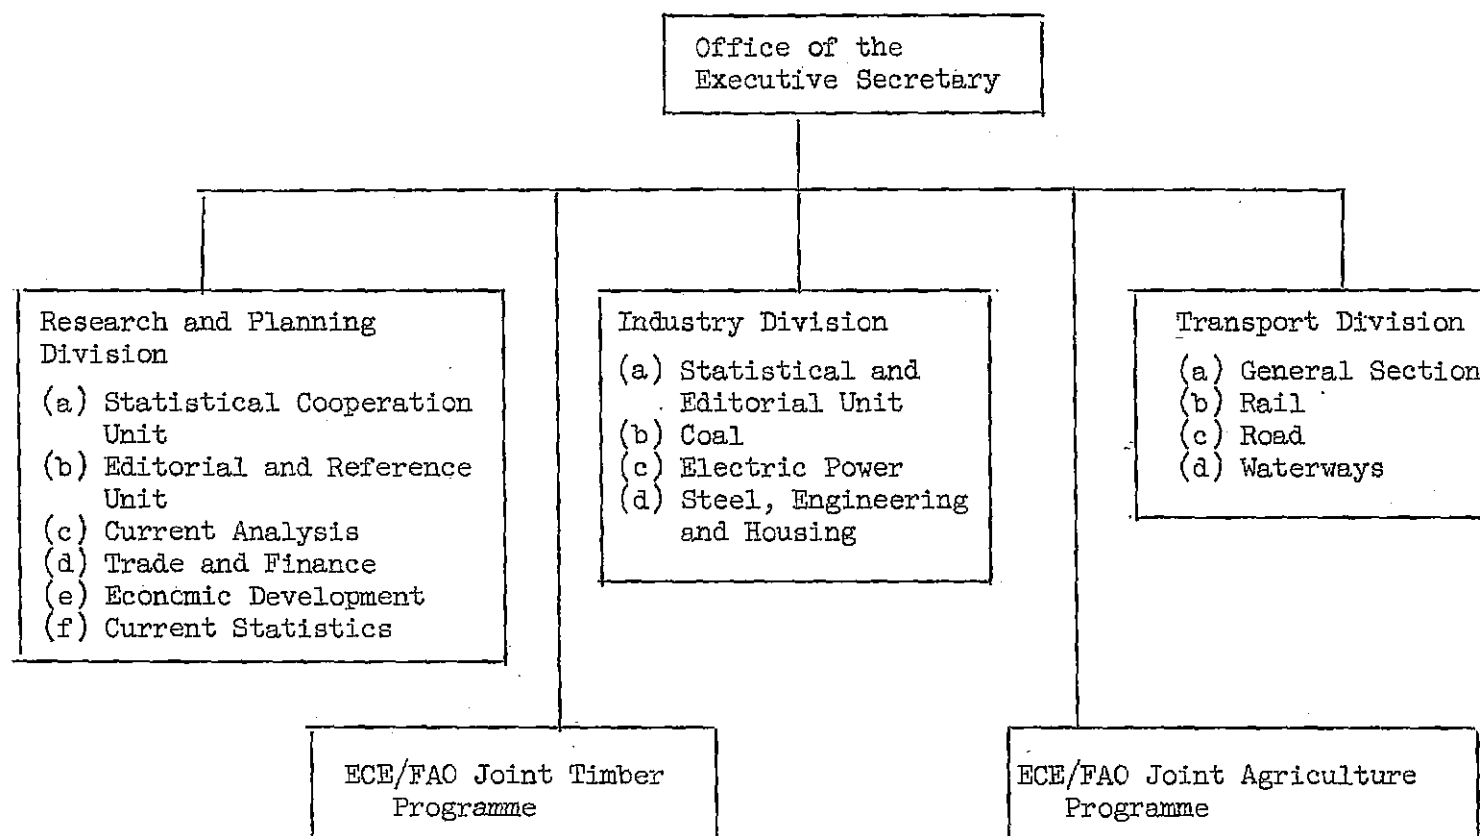 Office of the
Executive Secretary
Research and Planning
Division
(a) Statistical Cooperation
Unit
(b) Editorial and Reference
Unit
(c) Current Analysis
(d) Trade and Finance
(e) Economic Development
(f) Current Statistics
Industry Division
(a) Statistical and
Editorial Unit
(b) Coal
(c) Electric Power
(d) Steel, Engineering
and Housing
Transport Division
(a) General Section
(b) Rail
(c) Road
(d) Waterways
ECE/FAO Joint Timber
Programme
ECE/FAO Joint Agriculture
Programme